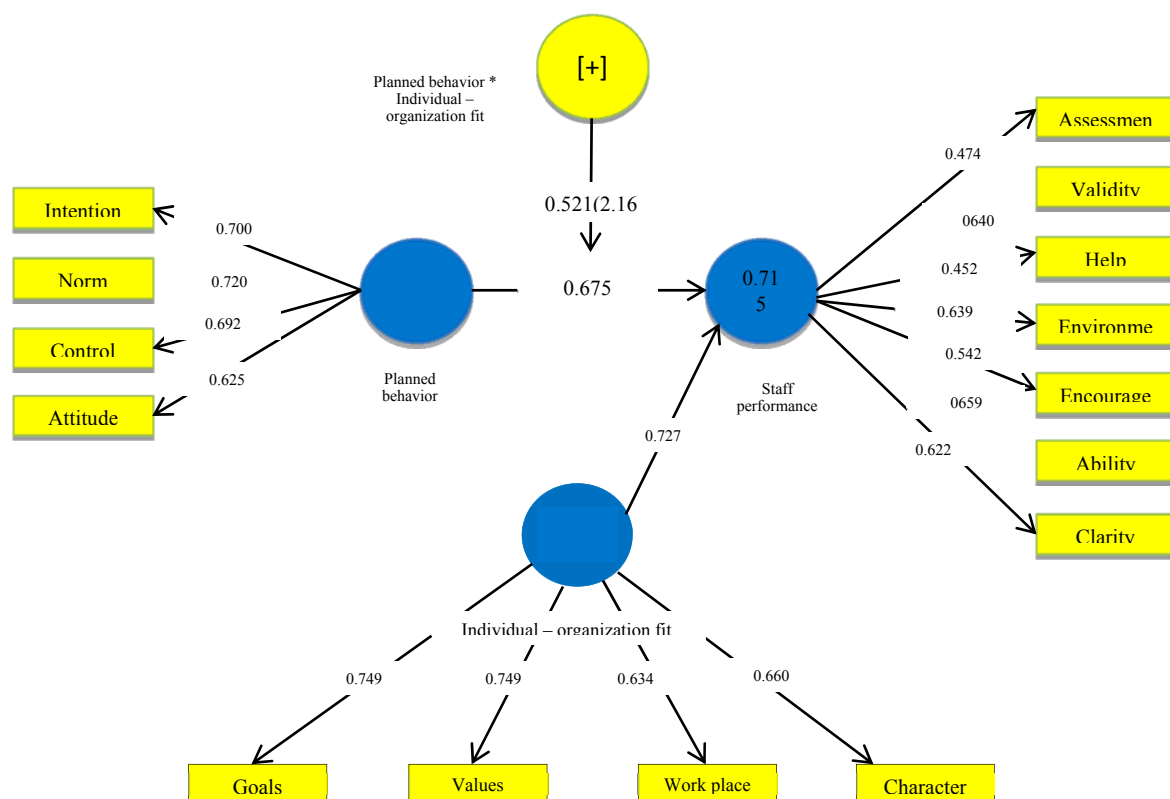 [+]
Planned behavior *
Individual –
organization fit
Assessmen
0.474
Validity
Intention
0.700
0.521(2.16
0640
Help
Norm
0.720
0.675
0.71
5
0.452
0.639
Environme
Control
0.692
0.542
Encourage
0.625
Planned
behavior
Staff
performance
0659
Attitude
0.727
0.622
Ability
Clarity
Individual – organization fit
0.749
0.749
0.634
0.660
Goals
Values
Work place
Character